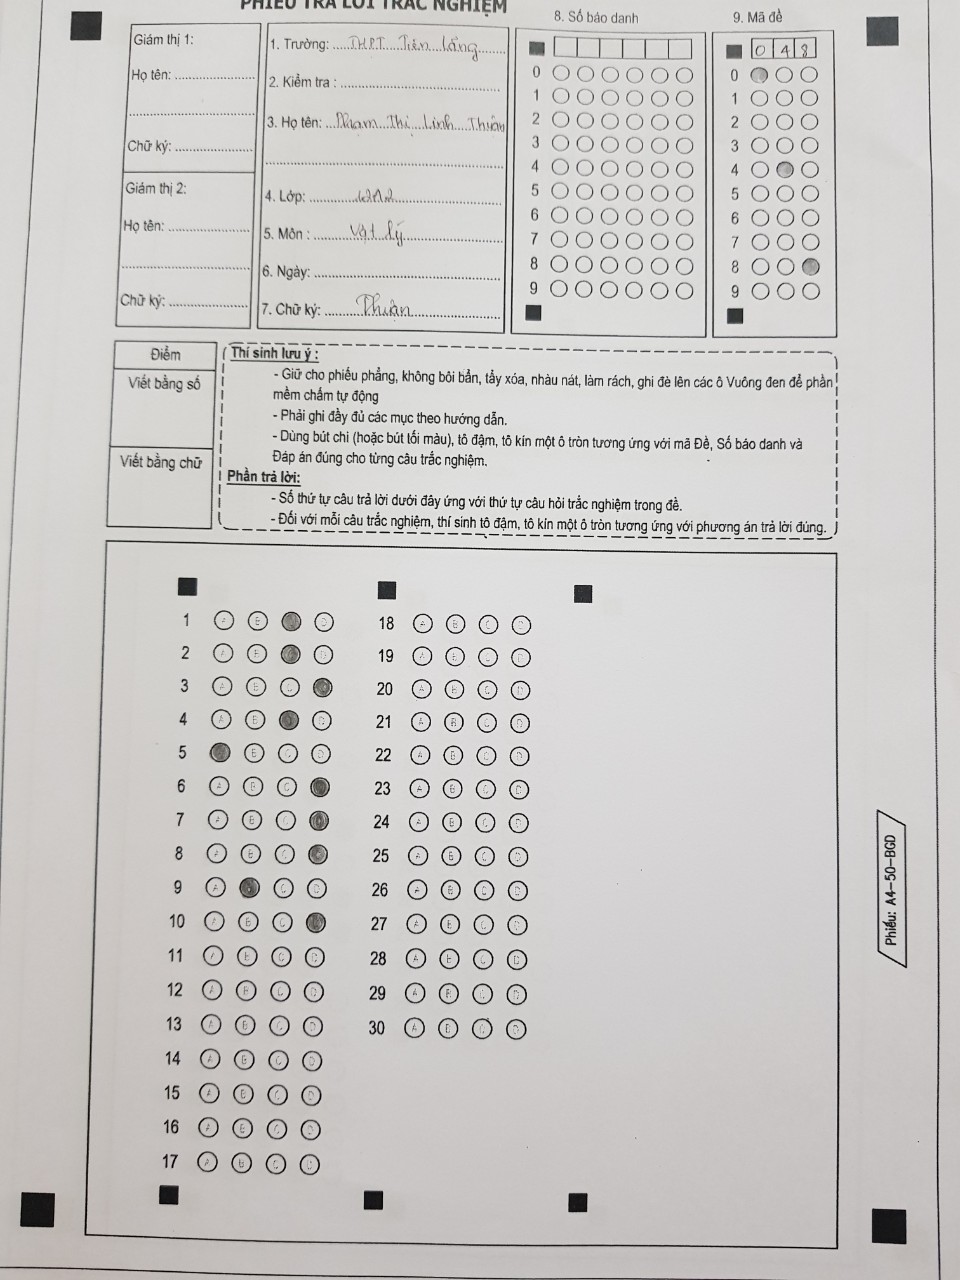 PHIẾU TRẢ LỜI TRẮC NGHIỆM
Giám thị 1:
Họ tên: ....................
..............................
Chữ ký: ...................
Giám thị 2:
Họ tên: ....................
..............................
Chữ ký: ...................
1. Trường: THPT Tiên Lãng
2. Kiểm tra : ........................................
3. Họ tên: Phạm Thị Linh Thuận
............................................................
4. Lớp: 12A2
5. Môn : Vật lý
6. Ngày: ...............................................
7. Chữ ký: Thuận
8. Số báo danh
0
1
2
3
4
5
6
7
8
9
9. Mã đề
0 4 8
0
1
2
3
4
5
6
7
8
9
Điểm
Viết bằng số
Viết bằng chữ
Thí sinh lưu ý :
- Giữ cho phiếu phẳng, không bôi bẩn, tẩy xóa, nhàu nát, làm rách, ghi đè lên các ô Vuông đen để phần
mềm chấm tự động
- Phải ghi đầy đủ các mục theo hướng dẫn.
- Dùng bút chì (hoặc bút tối màu), tô đậm, tô kín một ô tròn tương ứng với mã Đề, Số báo danh và
Đáp án đúng cho từng câu trắc nghiệm.
Phần trả lời:
- Số thứ tự câu trả lời dưới đây ứng với thứ tự câu hỏi trắc nghiệm trong đề.
- Đối với mỗi câu trắc nghiệm, thí sinh tô đậm, tô kín một ô tròn tương ứng với phương án trả lời đúng.
1 A B D
2 A B D
3 A B C
4 A B D
5 B C D
6 A B C
7 A B C
8 A B C
9 A C D
10 A B C
11 A B C D
12 A B C D
13 A B C D
14 A B C D
15 A B C D
16 A B C D
17 A B C D
18 A B C D
19 A B C D
20 A B C D
21 A B C D
22 A B C D
23 A B C D
24 A B C D
25 A B C D
26 A B C D
27 A B C D
28 A B C D
29 A B C D
30 A B C D
Phiếu: A4-50-BGD